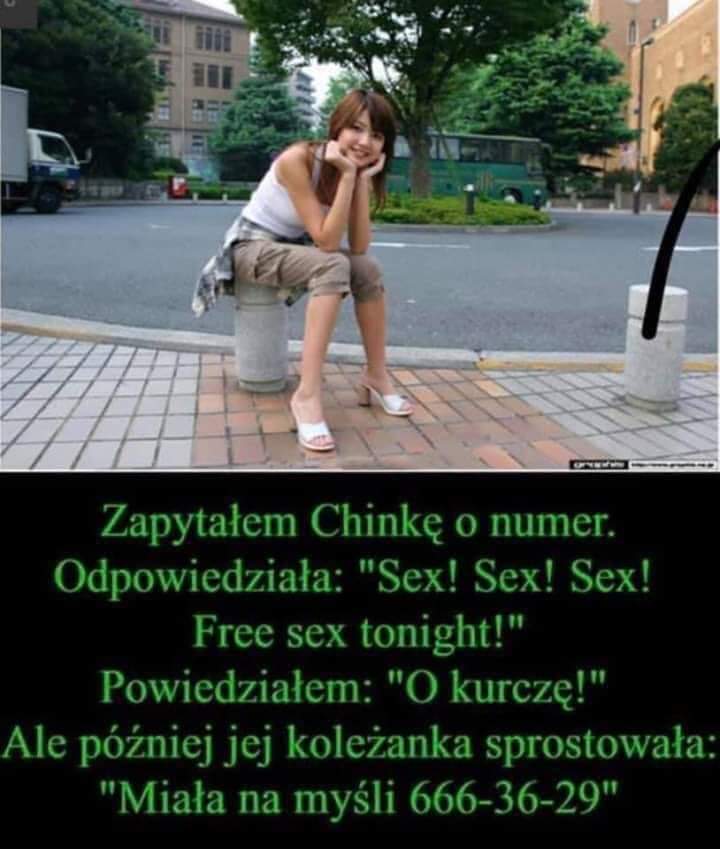 Zapytałem Chinkę o numer.
Odpowiedziała: "Sex! Sex! Sex!
Free sex tonight!"
Powiedziałem: "O kurczę!"
Ale później jej koleżanka sprostowała:
"Miała na myśli 666-36-29"
graphis